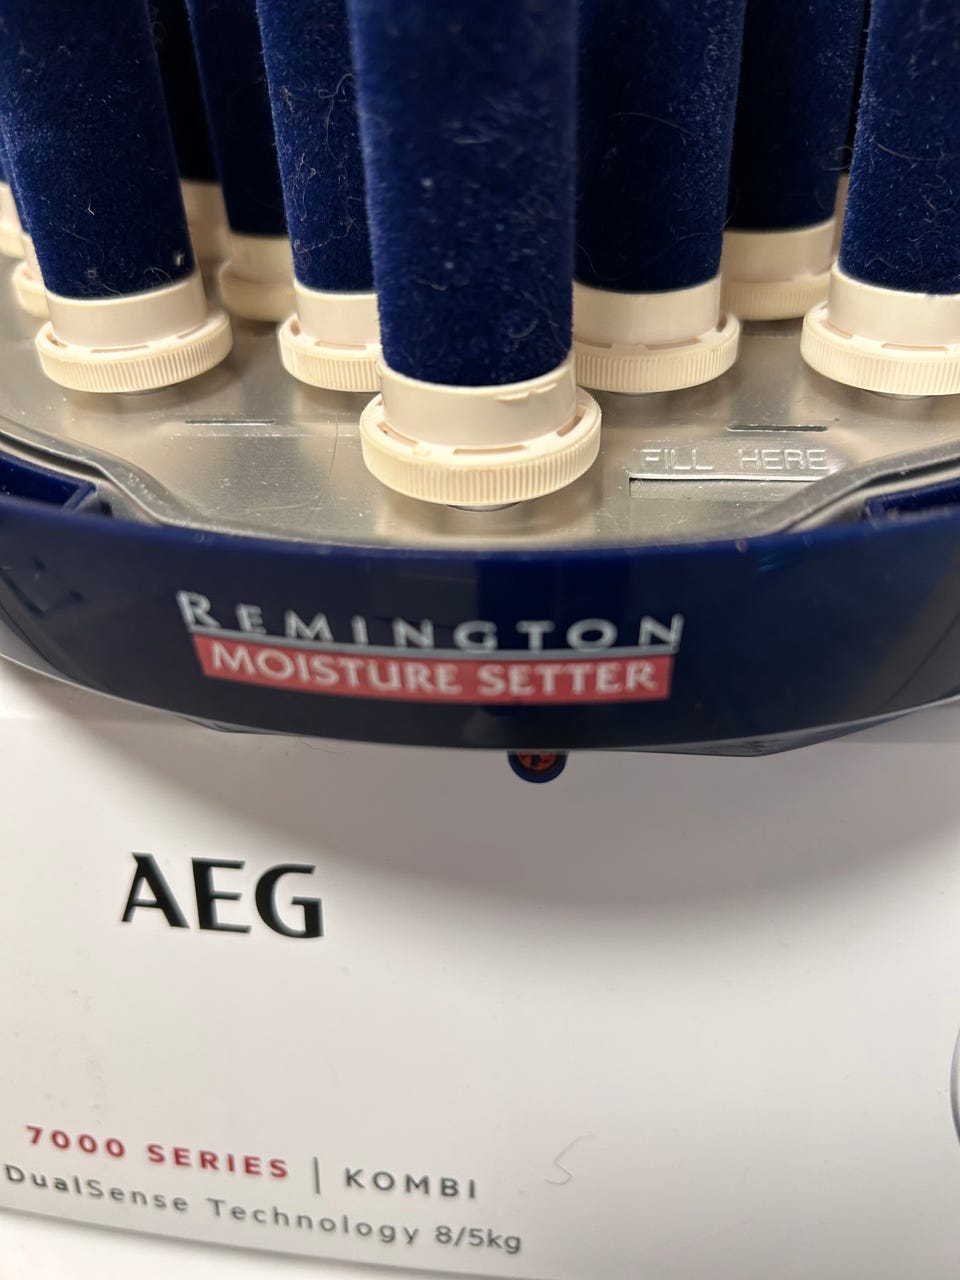 FILL HERE
REMINGTON
MOISTURE SETTER
AEG
7000 SERIES | KOMBI
DualSense Technology 8/5kg